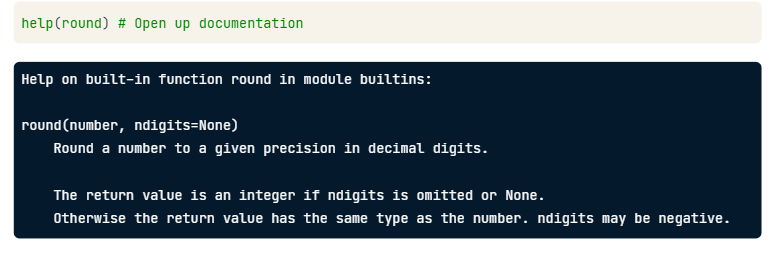 help(round) # Open up documentation
Help on built-in function round in module builtins:
round(number, ndigits=None)
Round a number to a given precision in decimal digits.
The return value is an integer if ndigits is omitted or None.
Otherwise the return value has the same type as the number. ndigits may be negative.